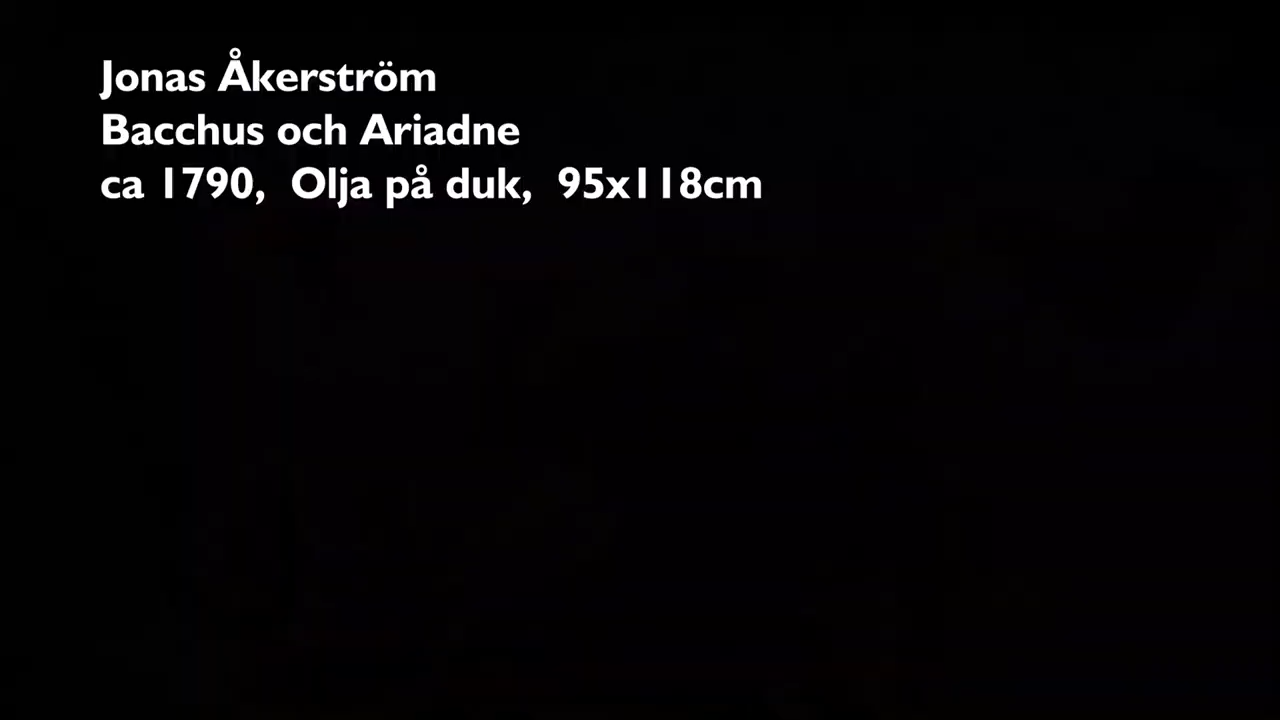 Jonas Åkerström
Bacchus och Ariadne
ca 1790, Olja på duk, 95x118cm